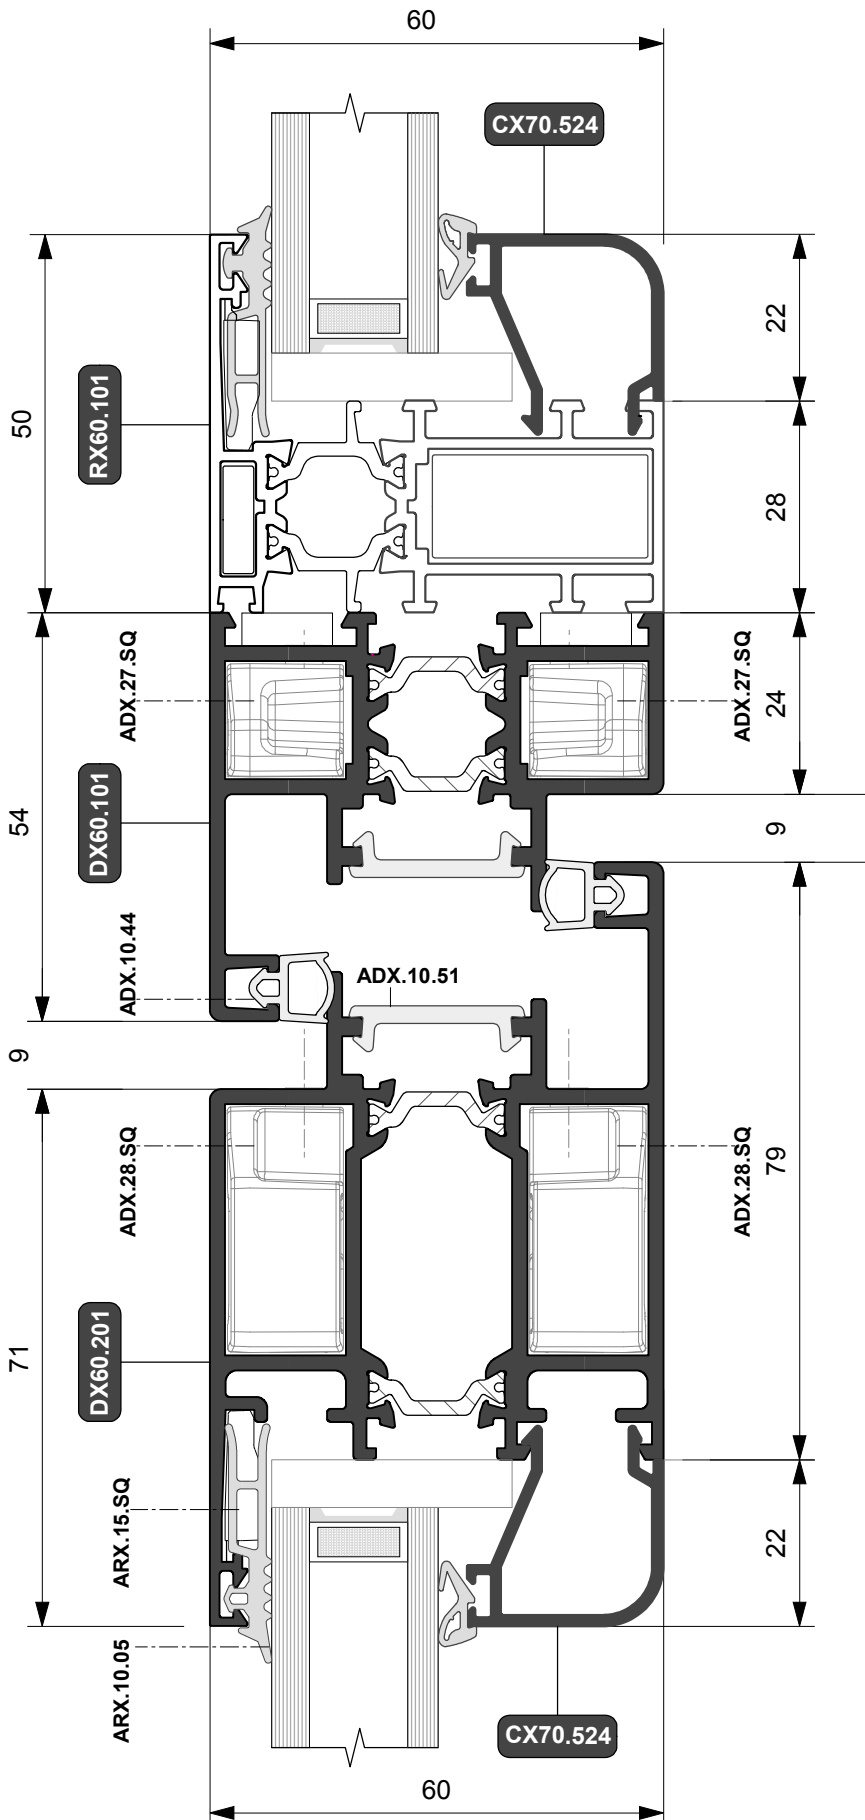 60
CX70.524
22
50
RX60.101
28
ADX.27.SQ
ADX.27.SQ
24
54
DX60.101
9
ADX.10.44
ADX.10.51
9
ADX.28.SQ
ADX.28.SQ
79
71
DX60.201
ARX.15.SQ
22
ARX.10.05
CX70.524
60